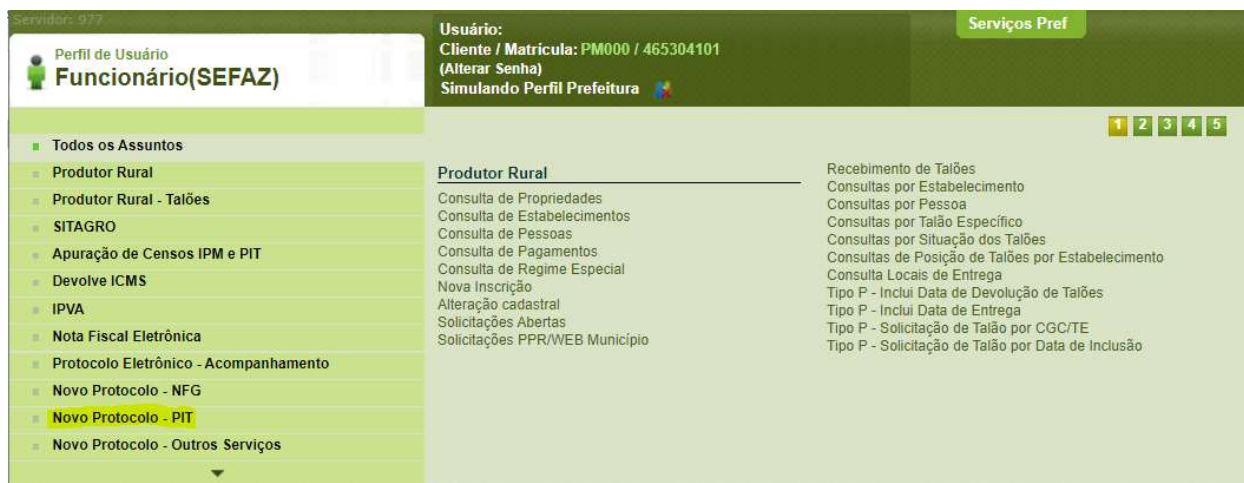 Servidor: 977
Perfil de Usuário
Funcionário(SEFAZ)
Usuário:
Cliente / Matrícula: PM000 / 465304101
(Alterar Senha)
Simulando Perfil Prefeitura
Serviços Pref
1 2 3 4 5
Todos os Assuntos
Produtor Rural
Produtor Rural - Talões
SITAGRO
Apuração de Censos IPM e PIT
Devolve ICMS
IPVA
Nota Fiscal Eletrônica
Protocolo Eletrônico - Acompanhamento
Novo Protocolo - NFG
Novo Protocolo - PIT
Novo Protocolo - Outros Serviços
Produtor Rural
Consulta de Propriedades
Consulta de Estabelecimentos
Consulta de Pessoas
Consulta de Pagamentos
Consulta de Regime Especial
Nova Inscrição
Alteração cadastral
Solicitações Abertas
Solicitações PPR/WEB Município
Recebimento de Talões
Consultas por Estabelecimento
Consultas por Pessoa
Consultas por Talão Específico
Consultas por Situação dos Talões
Consultas de Posição de Talões por Estabelecimento
Consulta Locais de Entrega
Tipo P - Inclui Data de Devolução de Talões
Tipo P - Inclui Data de Entrega
Tipo P - Solicitação de Talão por CGC/TE
Tipo P - Solicitação de Talão por Data de Inclusão